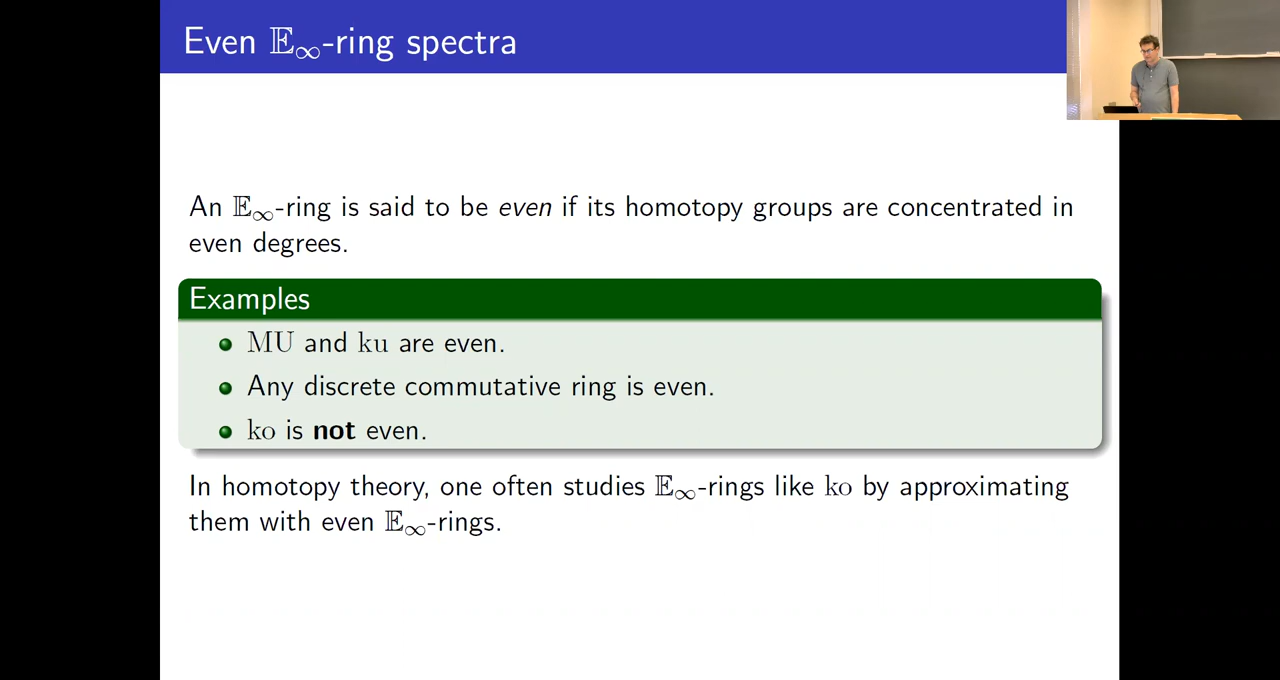 Even 𝔼∞-ring spectra
An 𝔼∞-ring is said to be even if its homotopy groups are concentrated in
even degrees.
Examples
MU and ku are even.
Any discrete commutative ring is even.
ko is not even.
In homotopy theory, one often studies 𝔼∞-rings like ko by approximating
them with even 𝔼∞-rings.